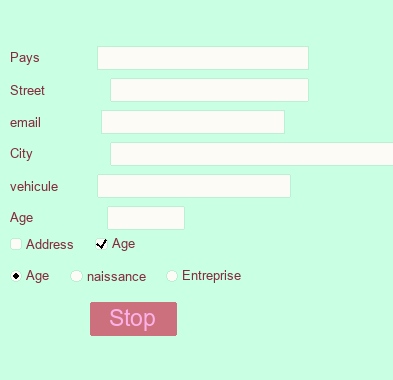 Pays
Street
email
City
vehicule
Age
Address Age
Age naissance Entreprise
Stop